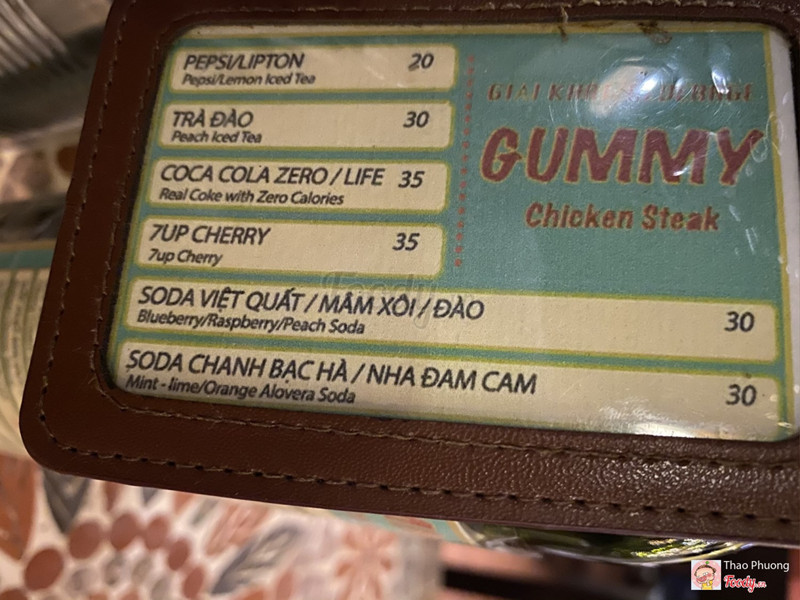 PEPSI/LIPTON 20
Pepsi/Lemon Iced Tea
TRÀ ĐÀO 30
Peach Iced Tea
COCA COLA ZERO / LIFE 35
Real Coke with Zero Calories
7UP CHERRY 35
7up Cherry
SODA VIỆT QUẤT / MÂM XÔI / ĐÀO 30
Blueberry/Raspberry/Peach Soda
SODA CHANH BẠC HÀ / NHA ĐAM CAM 30
Mint - lime/Orange Alovera Soda
GIẢI KHÁT
GUMMY
Chicken Steak
Foody
Thao Phuong
Foody.vn